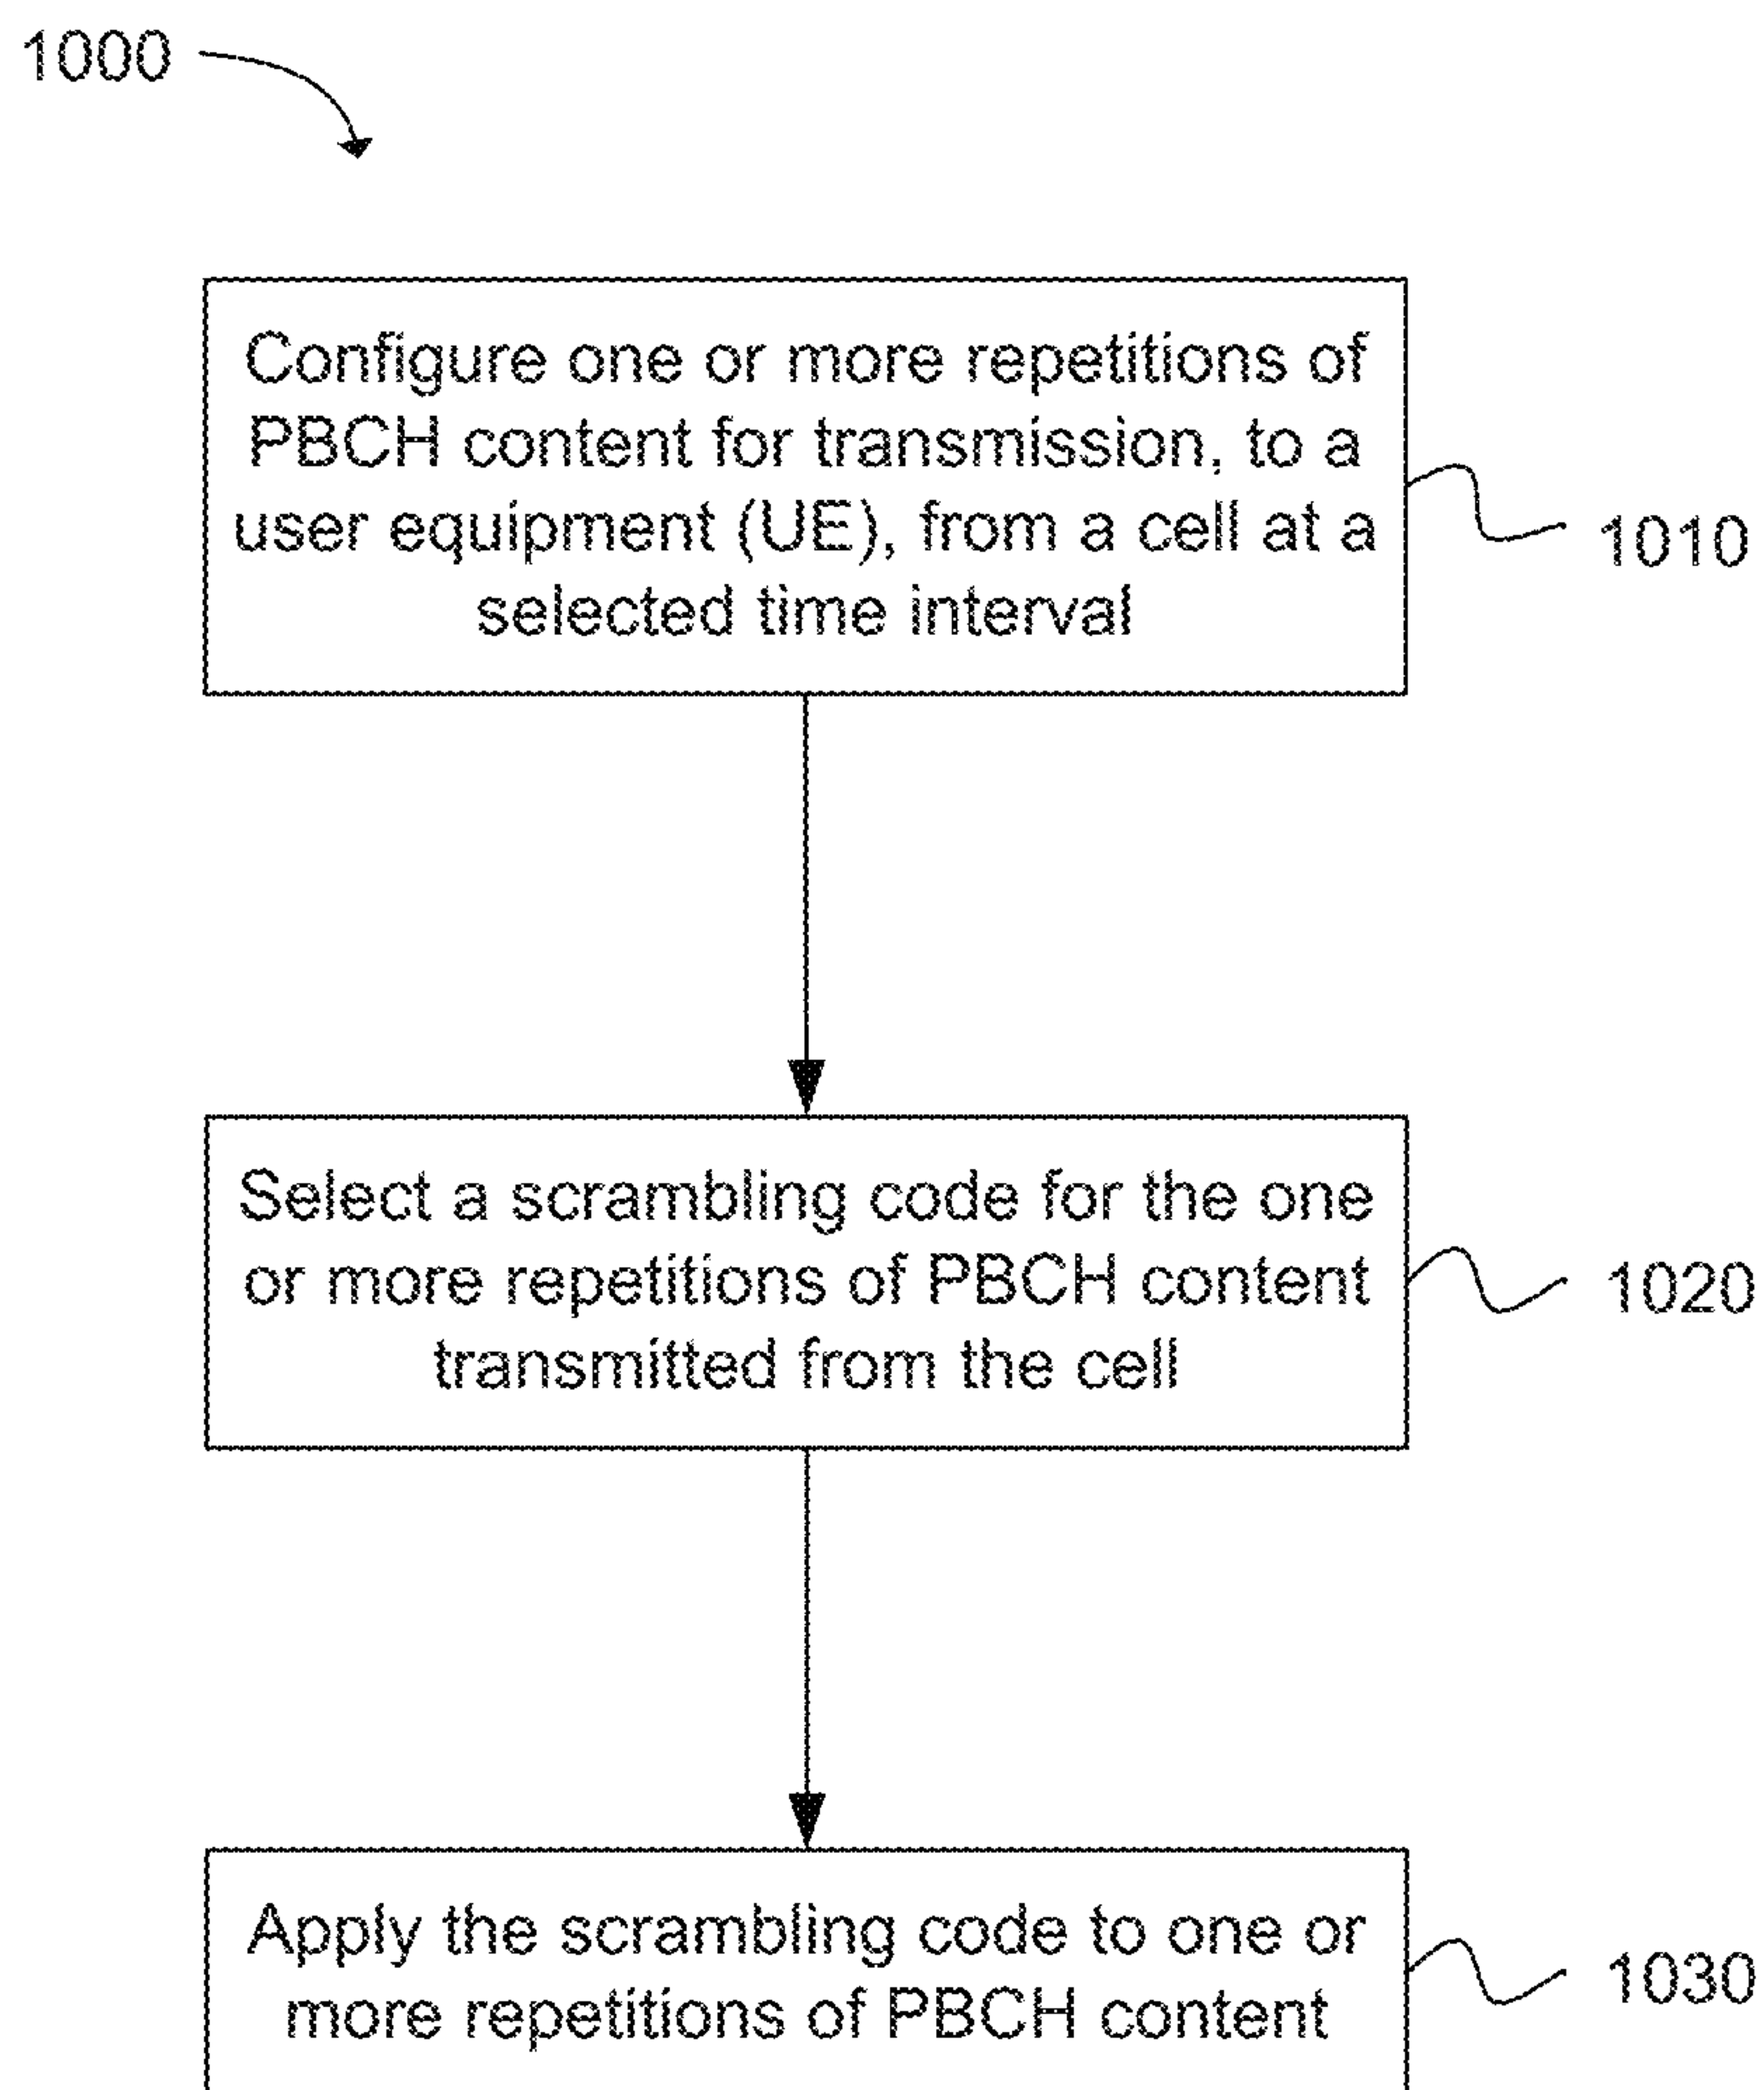 1000
Configure one or more repetitions of
PBCH content for transmission, to a
user equipment (UE), from a cell at a
selected time interval
1010
Select a scrambling code for the one
or more repetitions of PBCH content
transmitted from the cell
1020
Apply the scrambling code to one or
more repetitions of PBCH content
1030